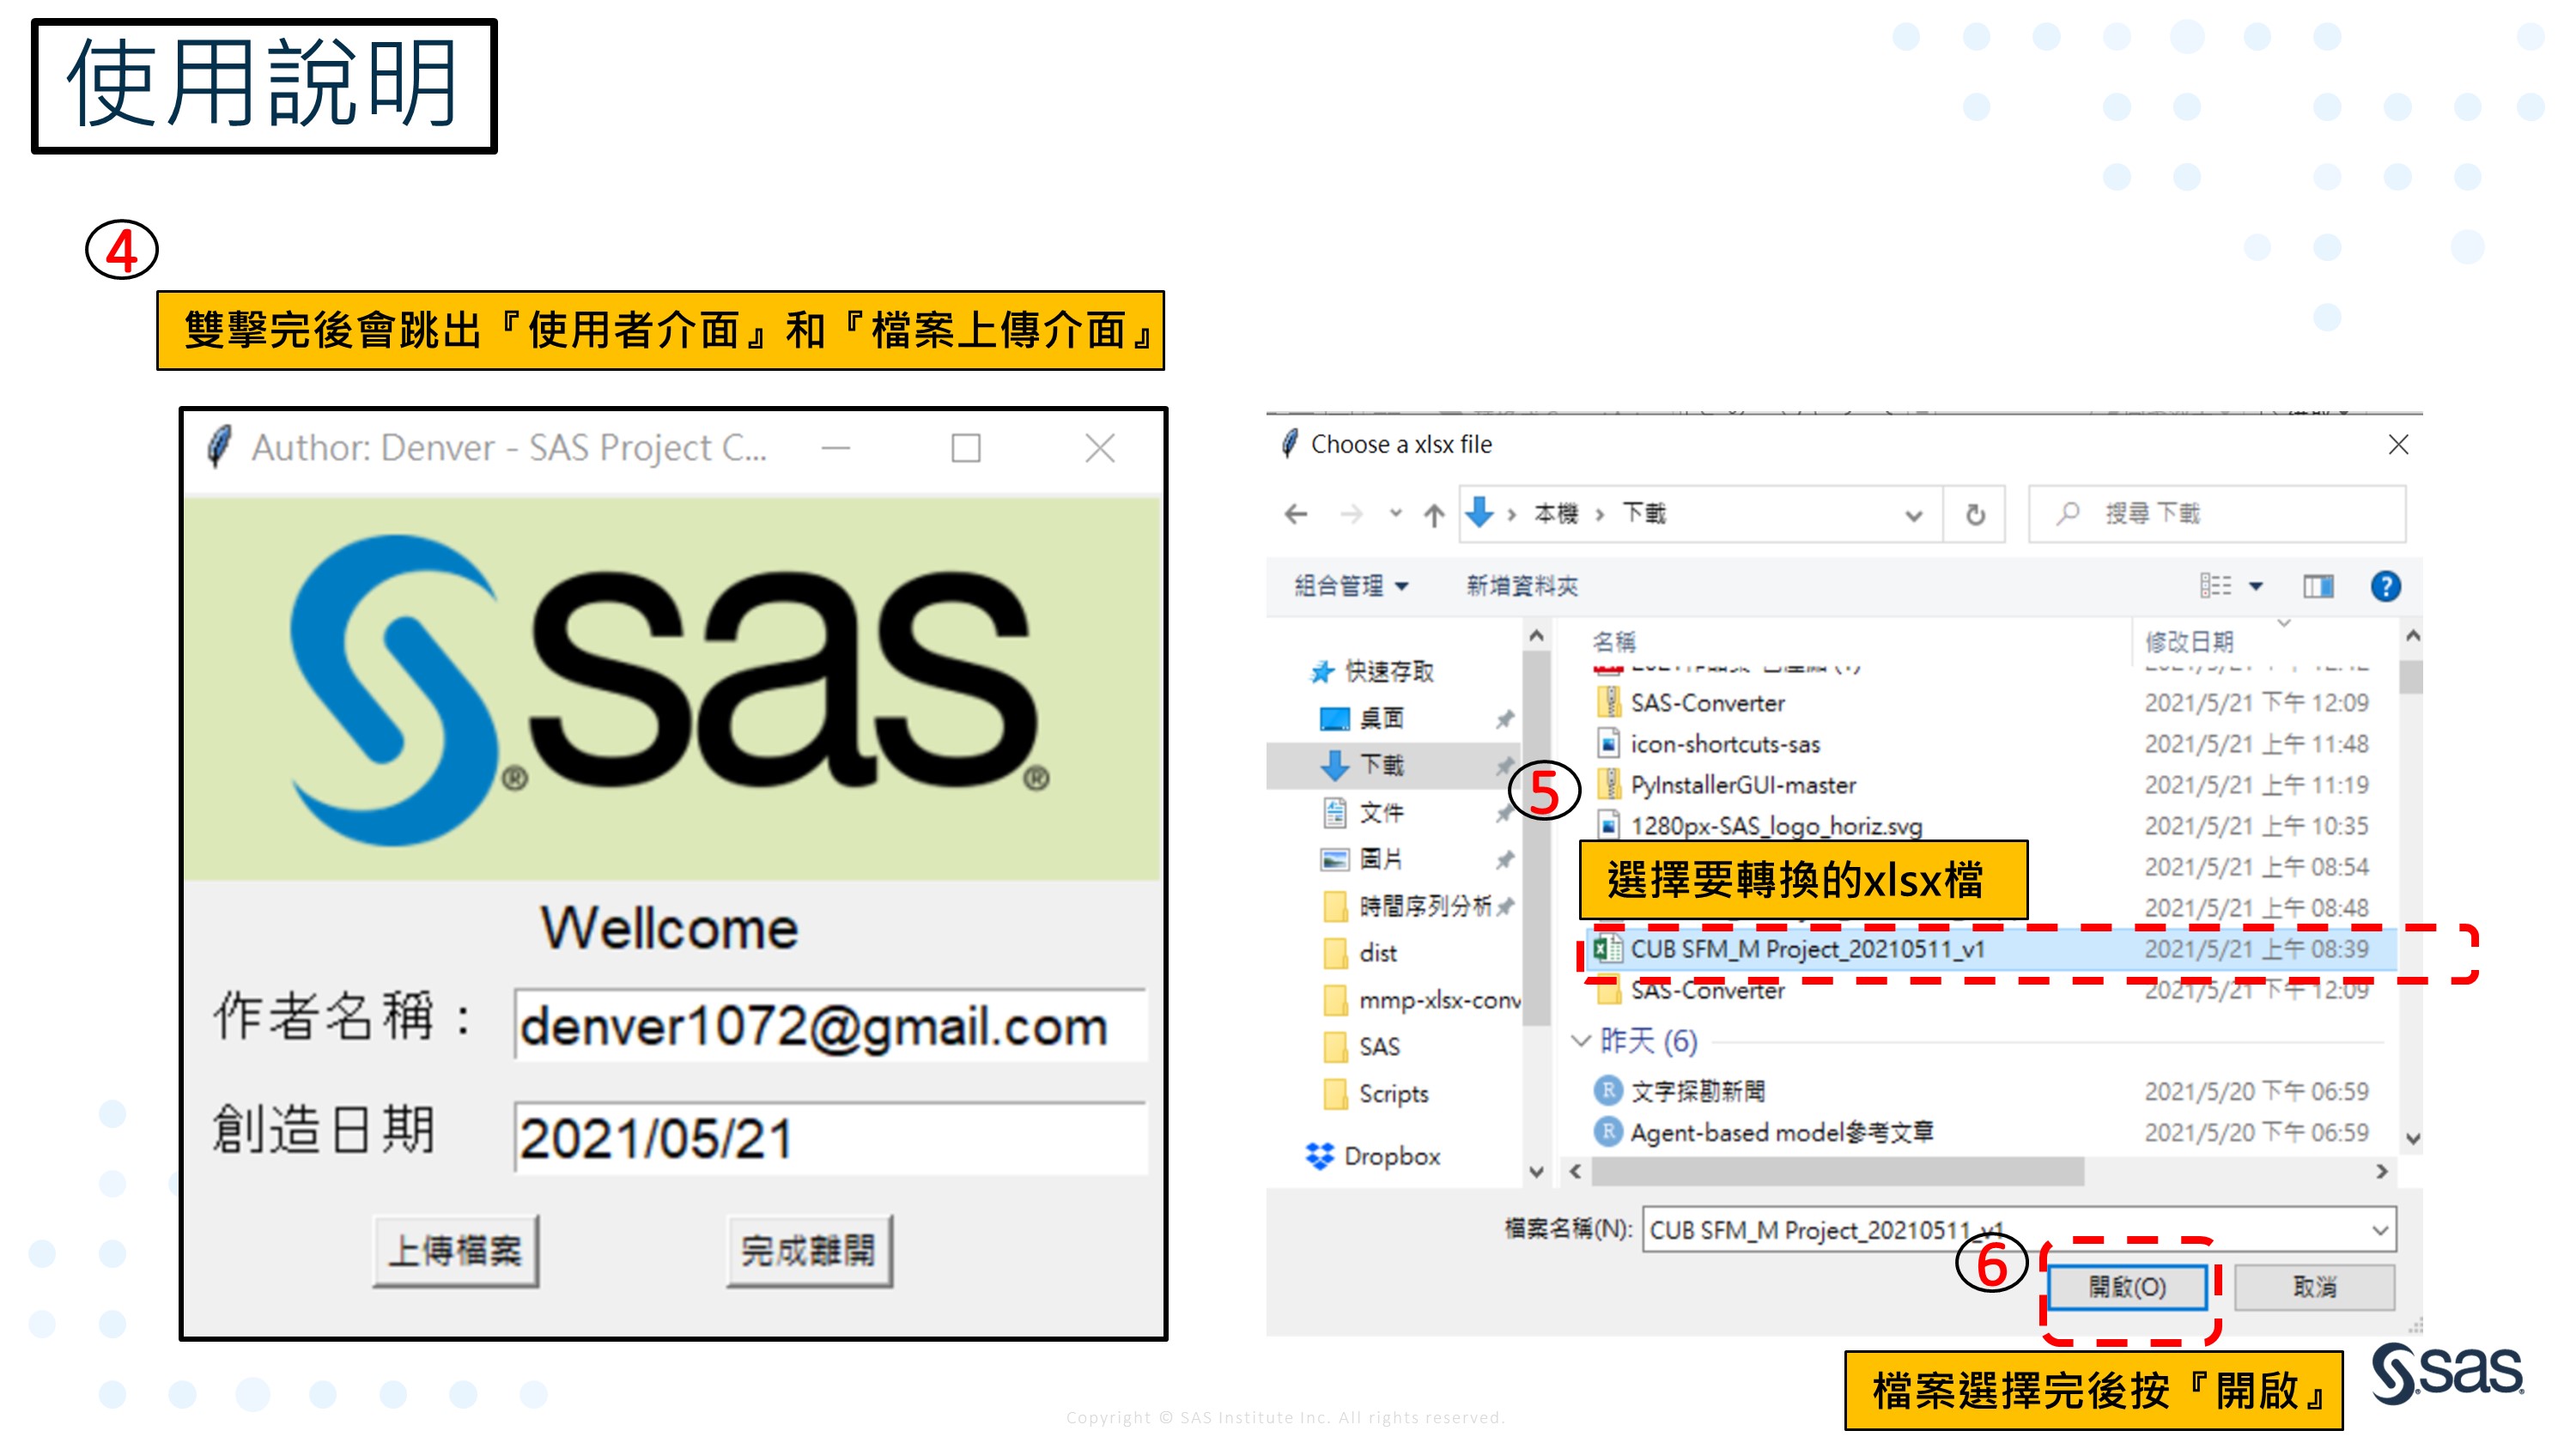 使用說明
4
雙擊完後會跳出『使用者介面』和『檔案上傳介面』
Author: Denver - SAS Project C...
sas
Wellcome
作者名稱：
denver1072@gmail.com
創造日期
2021/05/21
上傳檔案
完成離開
Choose a xlsx file
本機 › 下載
搜尋 下載
組合管理
新增資料夾
快速存取
桌面
下載
文件
圖片
時間序列分析
dist
mmp-xlsx-conv
SAS
Scripts
Dropbox
名稱 修改日期
SAS-Converter 2021/5/21 下午 12:09
icon-shortcuts-sas 2021/5/21 上午 11:48
PyInstallerGUI-master 2021/5/21 上午 11:19
1280px-SAS_logo_horiz.svg 2021/5/21 上午 10:35
2021/5/21 上午 08:54
2021/5/21 上午 08:48
5
選擇要轉換的xlsx檔
CUB SFM_M Project_20210511_v1 2021/5/21 上午 08:39
SAS-Converter 2021/5/21 下午 12:09
昨天 (6)
文字探勘新聞 2021/5/20 下午 06:59
Agent-based model參考文章 2021/5/20 下午 06:59
檔案名稱(N): CUB SFM_M Project_20210511_v1
6
開啟(O)
取消
檔案選擇完後按『開啟』
sas
Copyright © SAS Institute Inc. All rights reserved.